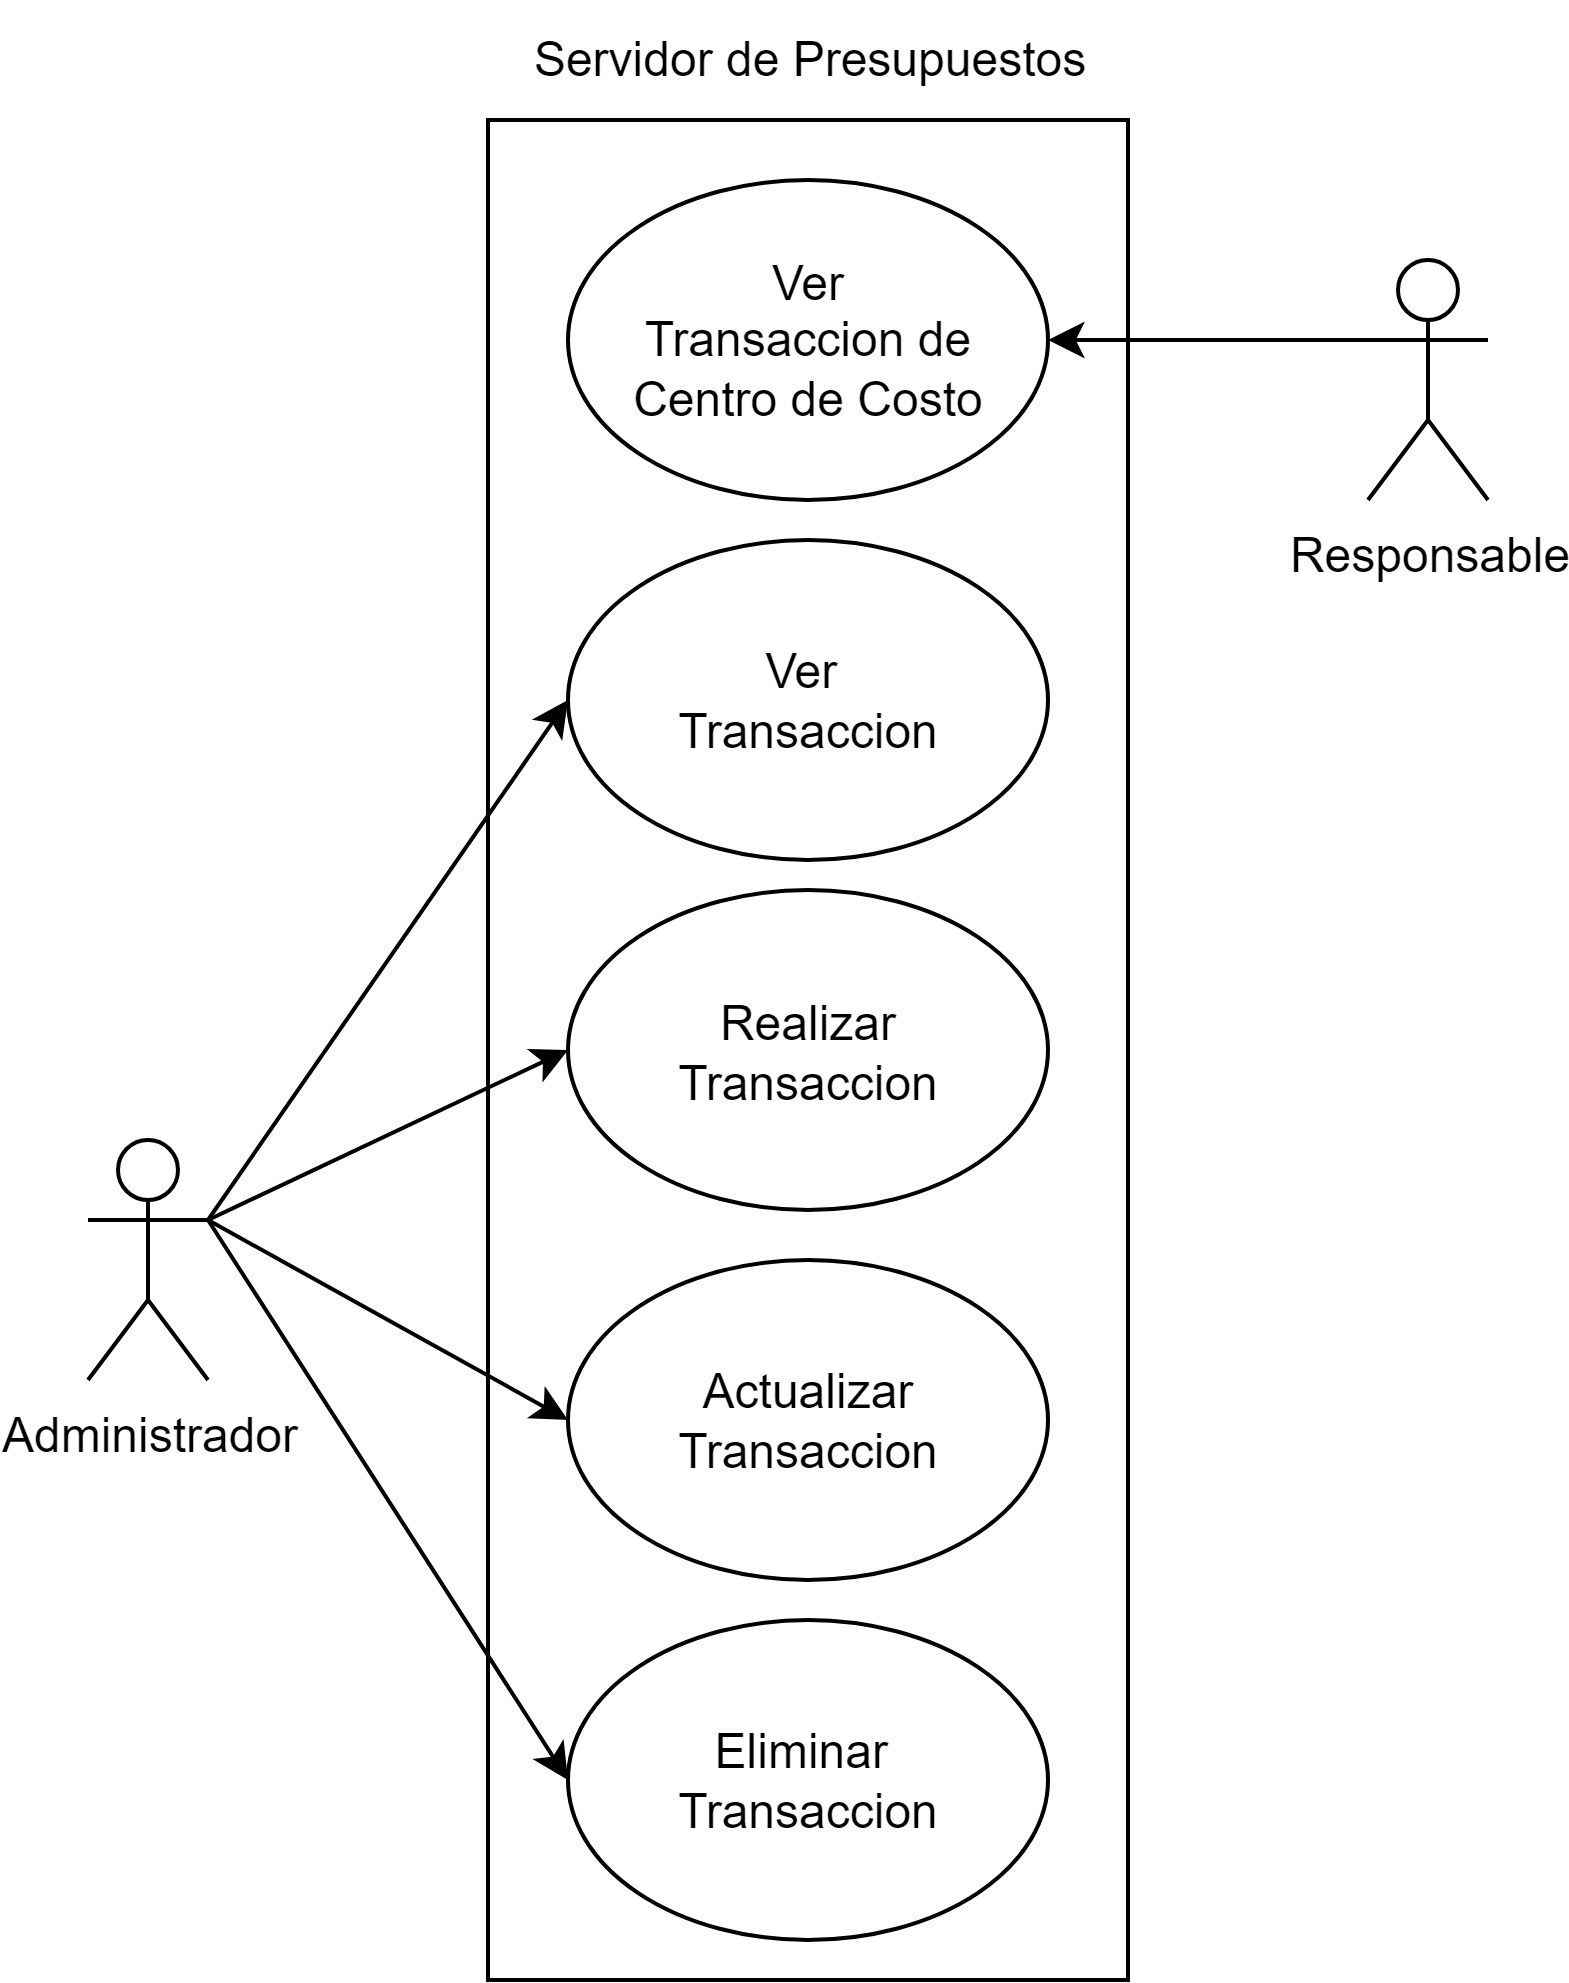 Servidor de Presupuestos
Ver
Transaccion de
Centro de Costo
Responsable
Ver
Transaccion
Realizar
Transaccion
Actualizar
Transaccion
Administrador
Eliminar
Transaccion